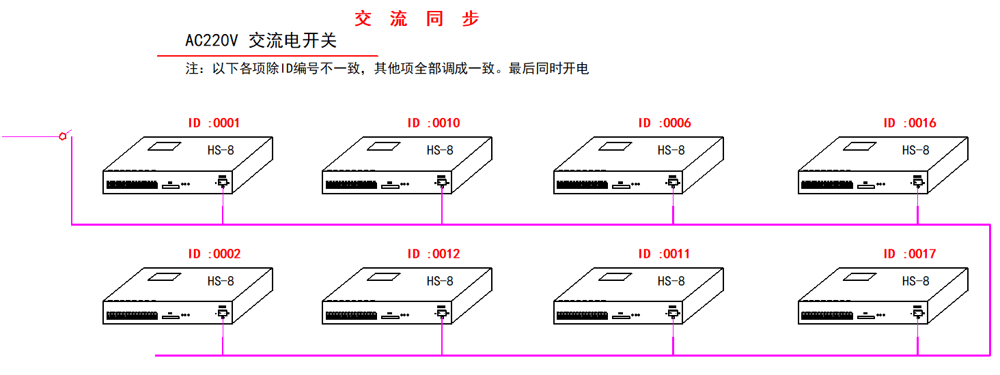 交 流 同 步
AC220V 交流电开关
注：以下各项除ID编号不一致，其他项全部调成一致。最后同时开电
ID :0001
ID :0010
ID :0006
ID :0016
HS-8
HS-8
HS-8
HS-8
ID :0002
ID :0012
ID :0011
ID :0017
HS-8
HS-8
HS-8
HS-8